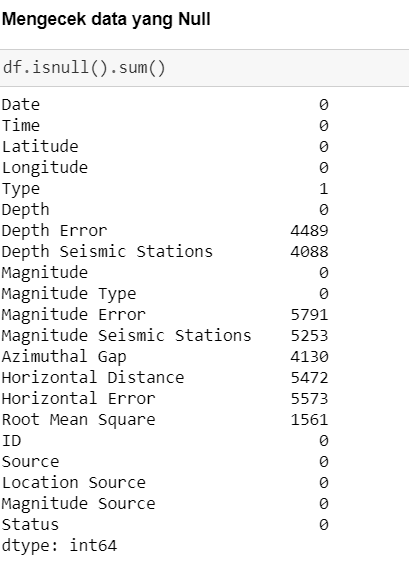 Mengecek data yang Null
df.isnull().sum()
Date 0
Time 0
Latitude 0
Longitude 0
Type 1
Depth 0
Depth Error 4489
Depth Seismic Stations 4088
Magnitude 0
Magnitude Type 0
Magnitude Error 5791
Magnitude Seismic Stations 5253
Azimuthal Gap 4130
Horizontal Distance 5472
Horizontal Error 5573
Root Mean Square 1561
ID 0
Source 0
Location Source 0
Magnitude Source 0
Status 0
dtype: int64